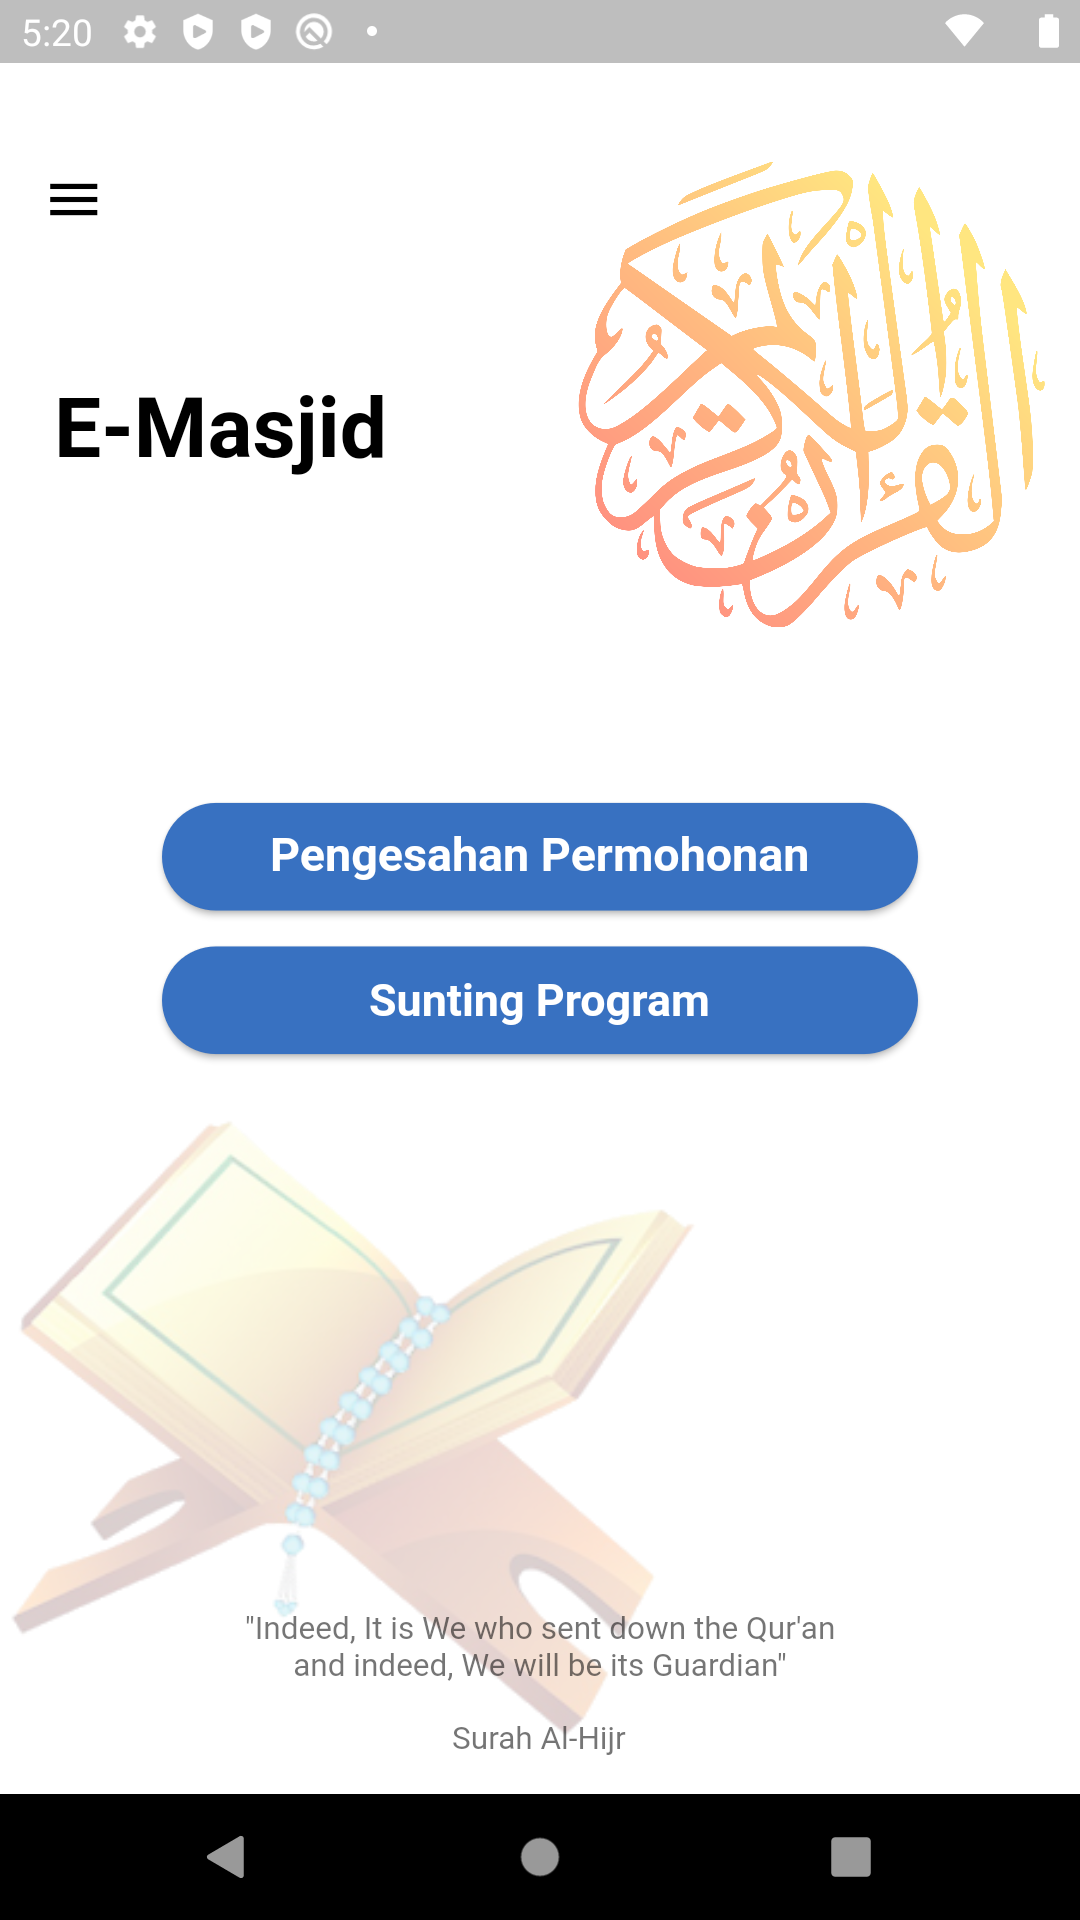 5:20
القرآن الكريم
E-Masjid
Pengesahan Permohonan
Sunting Program
"Indeed, It is We who sent down the Qur'an
and indeed, We will be its Guardian"
Surah Al-Hijr